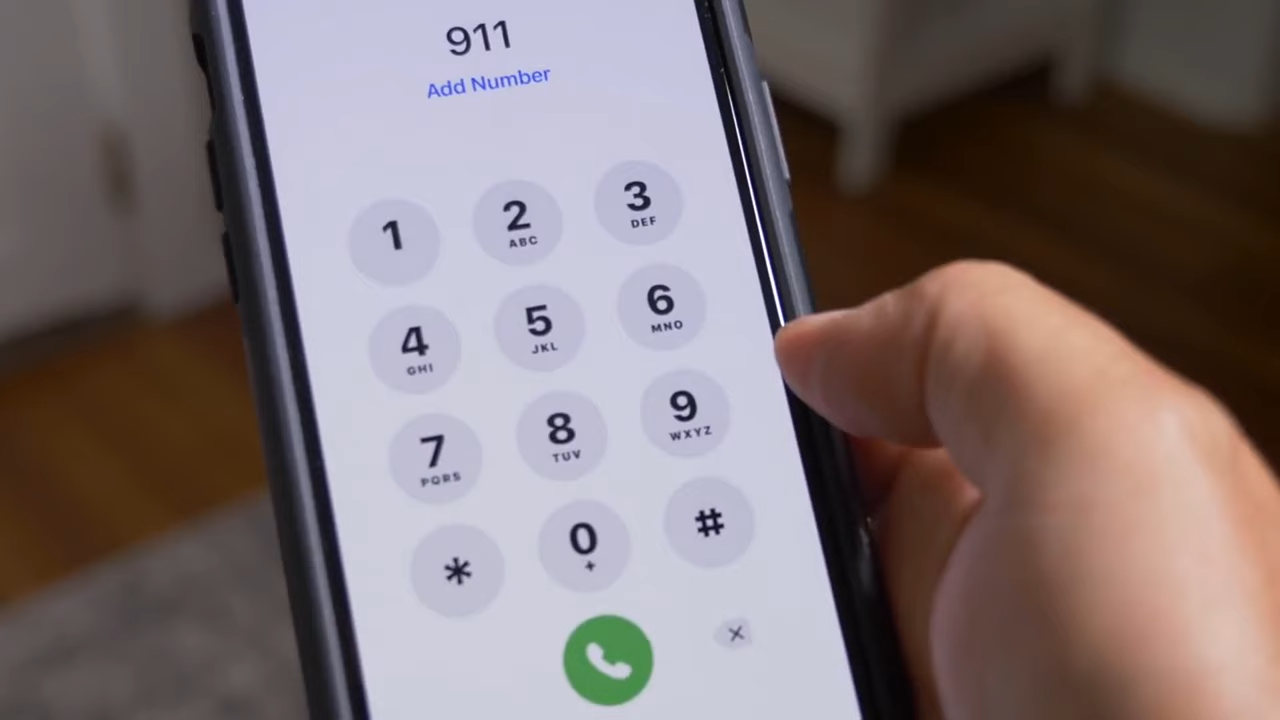 911
Add Number
1 2 3
ABC DEF
4 5 6
GHI JKL MNO
7 8 9
PQRS TUV WXYZ
* 0 #
+